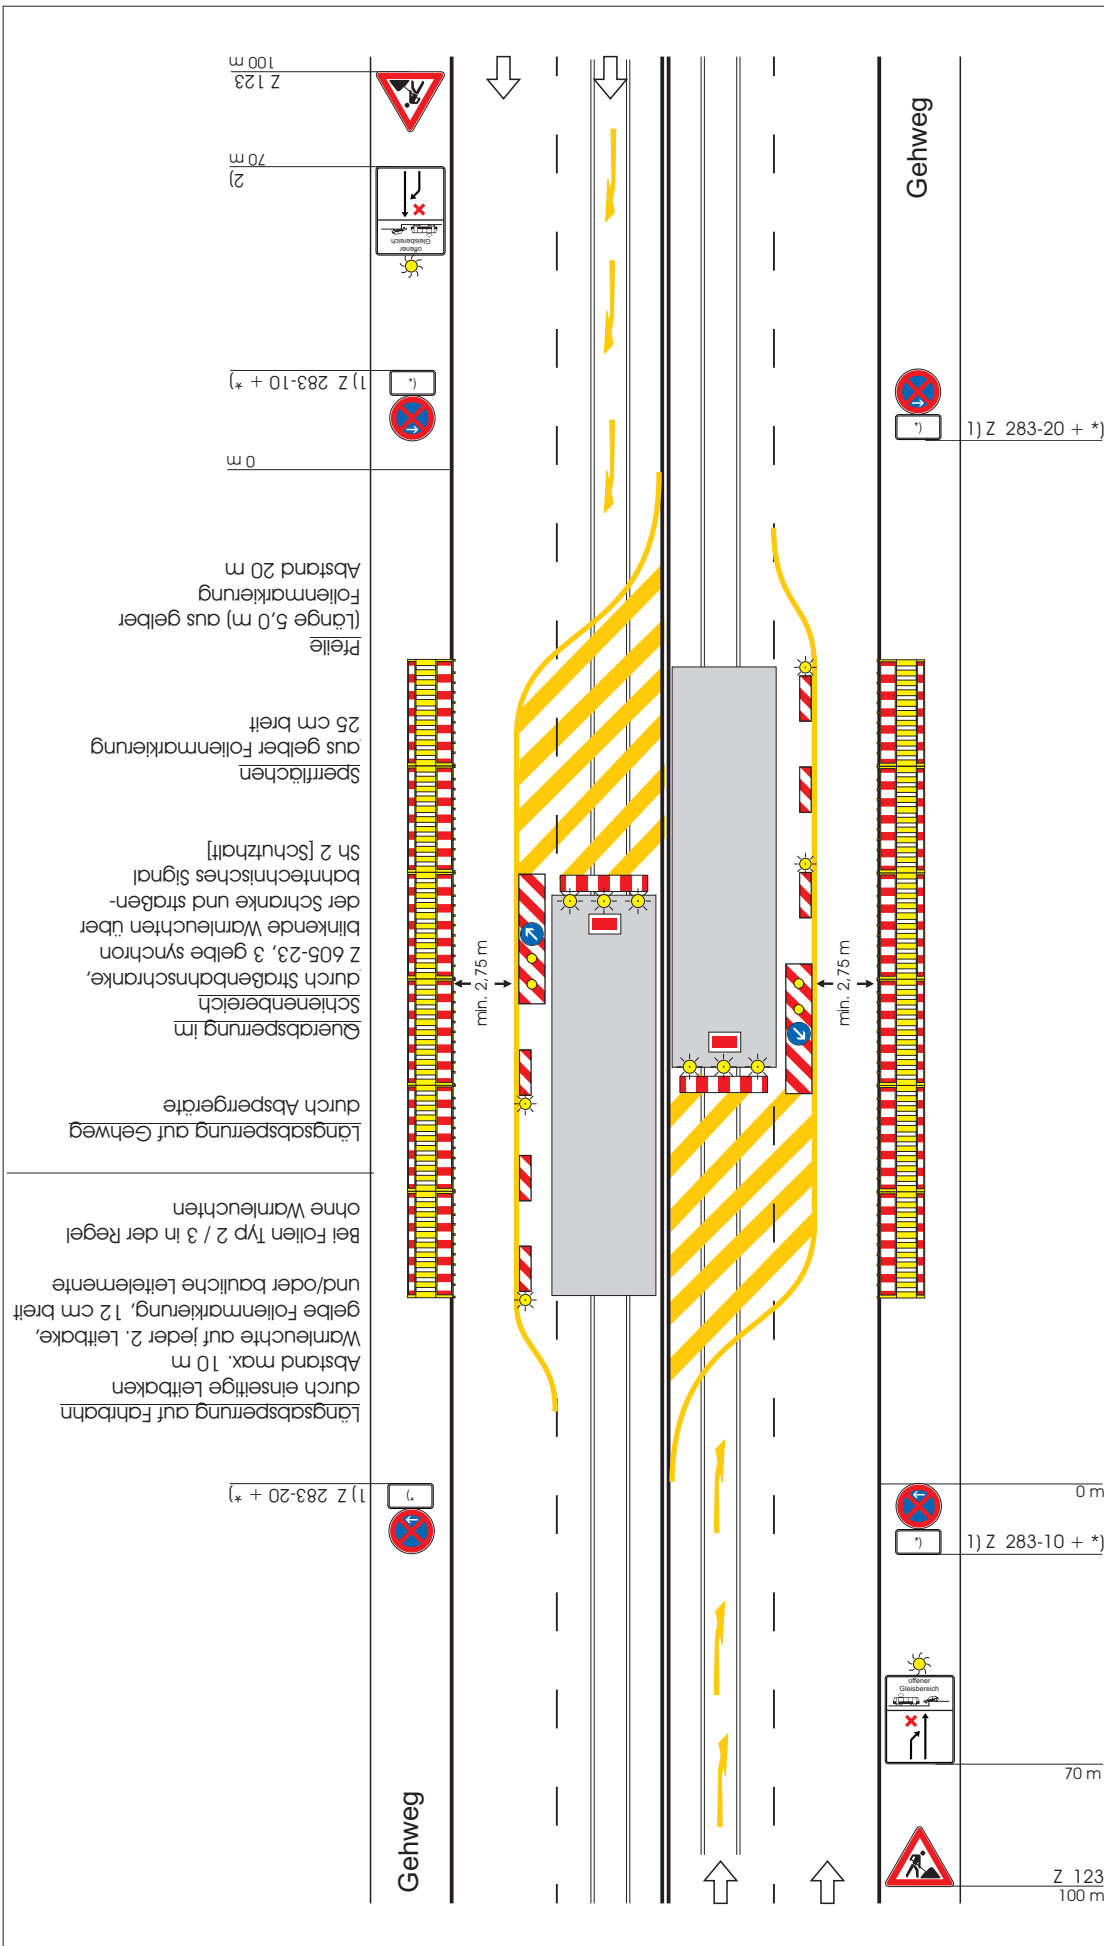 Z 123
100 m
2)
70 m
offener
Gleisbereich
1) Z 283-10 + *)
*)
0 m
Pfeile
(Länge 5,0 m) aus gelber
Folienmarkierung
Abstand 20 m
Sperrflächen
aus gelber Folienmarkierung
25 cm breit
Querabsperrung im
Schienenbereich
durch Straßenbahnschranke,
Z 605-23, 3 gelbe synchron
blinkende Warnleuchten über
der Schranke und straßen-
bahntechnisches Signal
Sh 2 [Schutzhalt]
Längsabsperrung auf Gehweg
durch Absperrgeräte
Längsabsperrung auf Fahrbahn
durch einseitige Leitbaken
Abstand max. 10 m
Warnleuchte auf jeder 2. Leitbake,
gelbe Folienmarkierung, 12 cm breit
und/oder bauliche Leitelemente
Bei Folien Typ 2 / 3 in der Regel
ohne Warnleuchten
1) Z 283-20 + *)
*)
Gehweg
min. 2,75 m
min. 2,75 m
Gehweg
*)
1) Z 283-20 + *)
0 m
*)
1) Z 283-10 + *)
offener
Gleisbereich
70 m
Z 123
100 m